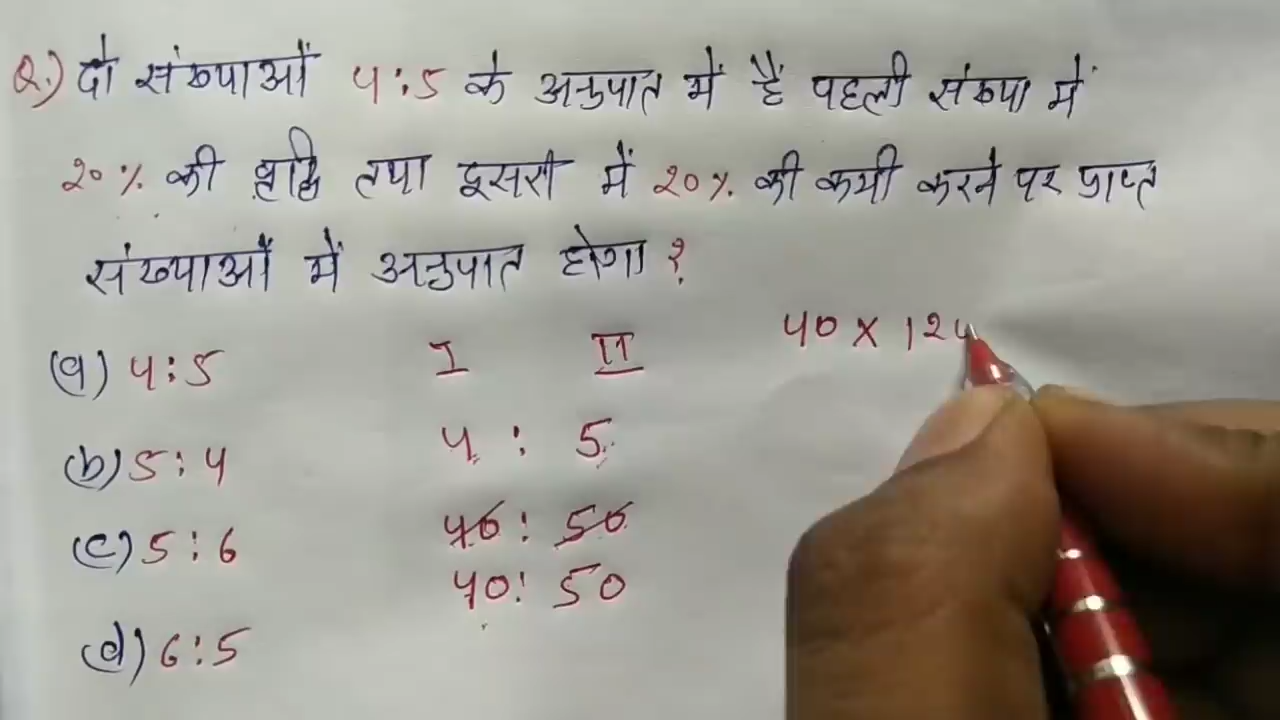 Q.) दो संख्याओं 4:5 के अनुपात में हैं पहली संख्या में
20% की वृद्धि तथा दूसरी में 20% की कमी करने पर प्राप्त
संख्याओं में अनुपात होगा ?
(a) 4:5
(b) 5:4
(c) 5:6
(d) 6:5
I II
4 : 5
40 : 50
40 : 50
40 x 12